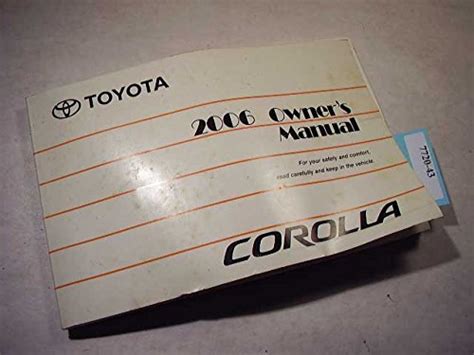 TOYOTA
2006 Owner's
Manual
For your safety and comfort,
read carefully and keep in the vehicle.
COROLLA
7720.43